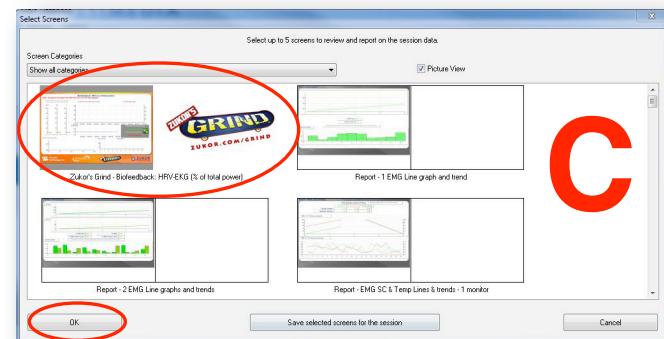 Select Screens
Select up to 5 screens to review and report on the session data.
Screen Categories
Show all categories
Picture View
ZUKOR'S
GRIND
ZUKOR.COM/GRIND
C
Zukor's Grind - Biofeedback: HRV-EKG (% of total power)
Report - 1 EMG Line graph and trend
Report - 2 EMG Line graphs and trends
Report - EMG SC & Temp Lines & trends - 1 monitor
OK
Save selected screens for the session
Cancel